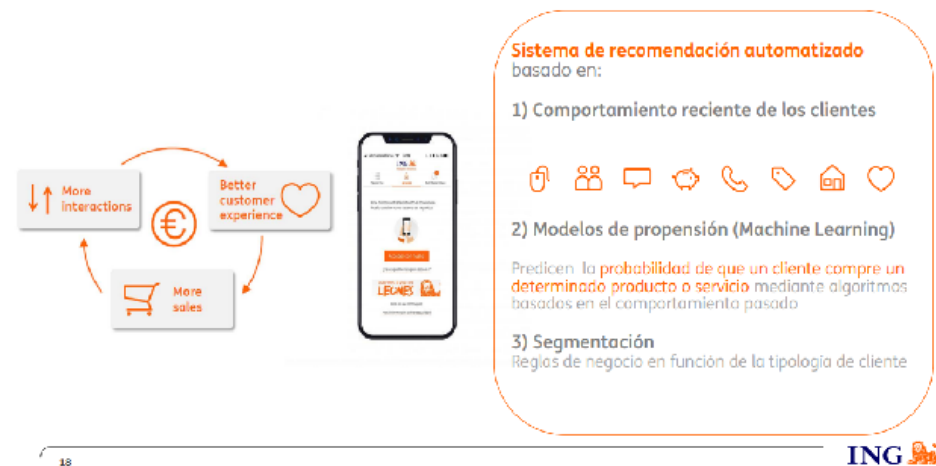 More
interactions
Better
customer
experience
More
sales
ING
LEONES
Sistema de recomendación automatizado
basado en:
1) Comportamiento reciente de los clientes
2) Modelos de propensión (Machine Learning)
Predicen la probabilidad de que un cliente compre un
determinado producto o servicio mediante algoritmos
basados en el comportamiento pasado
3) Segmentación
Reglas de negocio en función de la tipología de cliente
18
ING